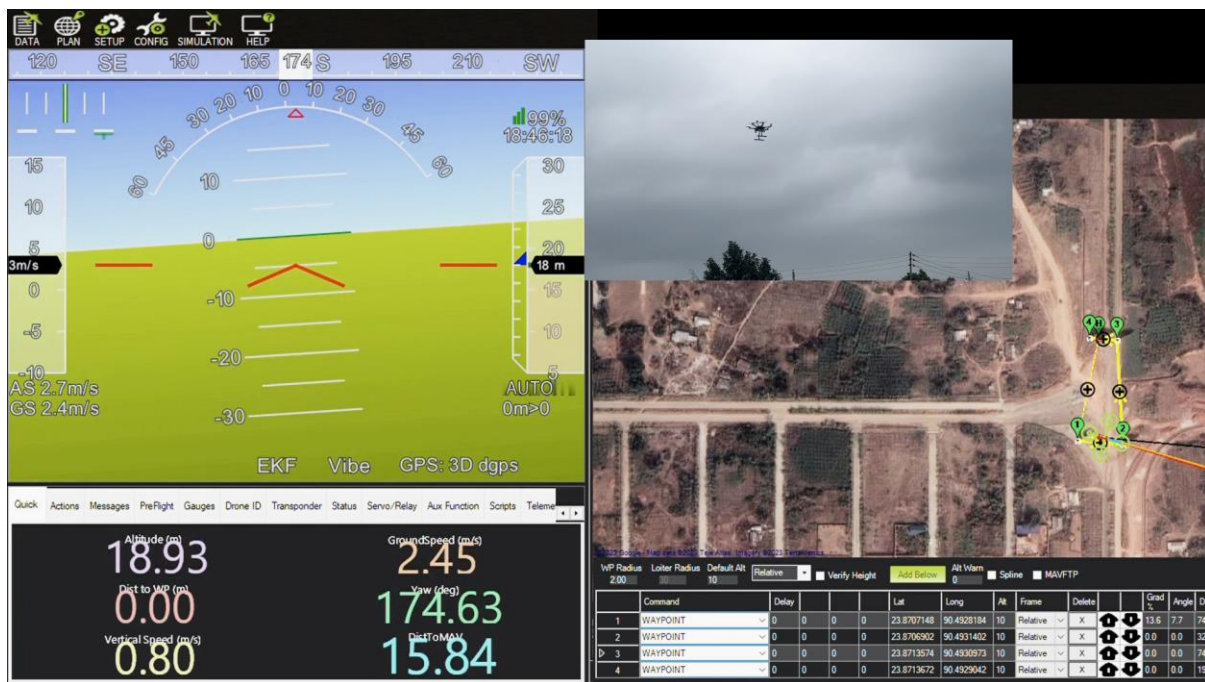 DATA PLAN SETUP CONFIG SIMULATION HELP
120 SE 150 165 174 S 195 210 SW
60 45 30 20 10 0 10 20 30 45 60
99%
18:46:18
15
10
5
3m/s
0
-5
-10
10
0
-10
-20
-30
30
25
20
18 m
15
10
5
AS 2.7m/s
GS 2.4m/s
AUTO
0m>0
EKF Vibe GPS: 3D dgps
Quick Actions Messages PreFlight Gauges Drone ID Transponder Status Servo/Relay Aux Function Scripts Teleme
Altitude (m)
18.93
GroundSpeed (m/s)
2.45
Dist to WP (m)
0.00
Yaw (deg)
174.63
Vertical Speed (m/s)
0.80
DistToMAV
15.84
4 3
1 2
WP Radius Loiter Radius Default Alt
2.00 30 10 Relative Verify Height Add Below Alt Warn 0 Spline MAVFTP
Command Delay Lat Long Alt Frame Delete Grad % Angle D
1 WAYPOINT 0 0 0 0 23.8707148 90.4928184 10 Relative X 13.6 7.7 74
2 WAYPOINT 0 0 0 0 23.8706902 90.4931402 10 Relative X 0.0 0.0 32
3 WAYPOINT 0 0 0 0 23.8713574 90.4930973 10 Relative X 0.0 0.0 74
4 WAYPOINT 0 0 0 0 23.8713672 90.4929042 10 Relative X 0.0 0.0 19